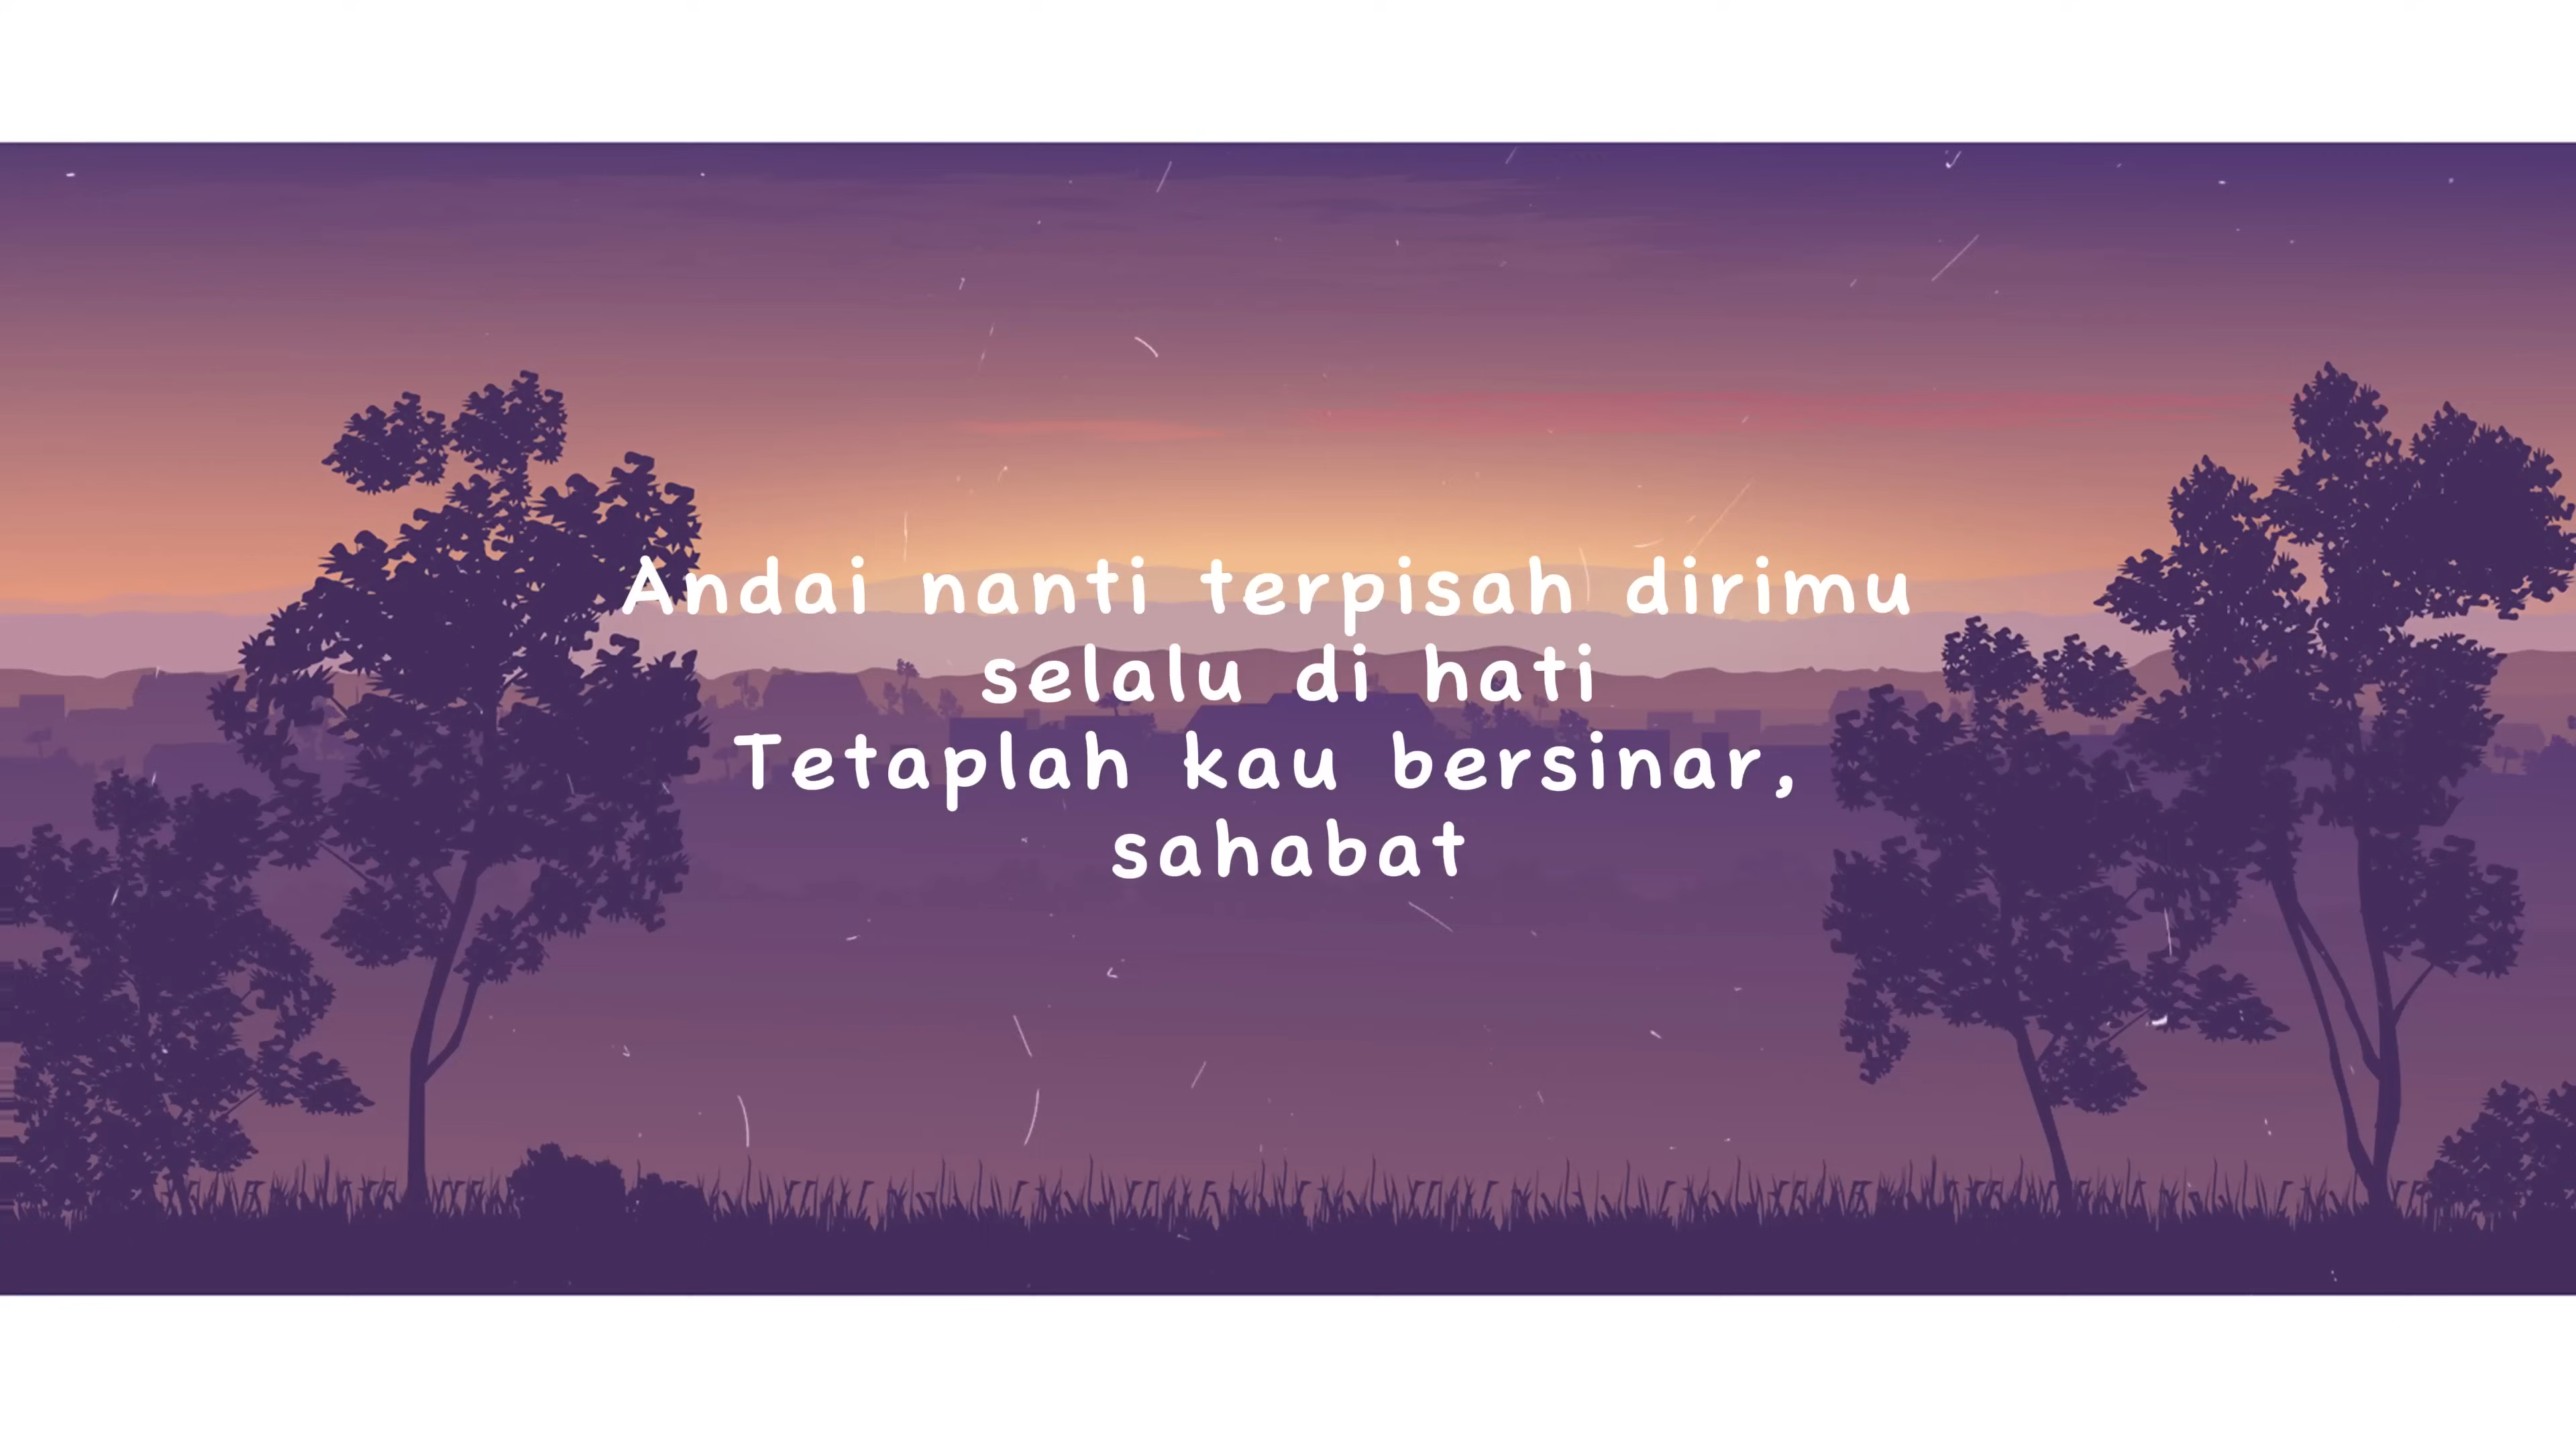 Andai nanti terpisah dirimu
selalu di hati
Tetaplah kau bersinar,
sahabat